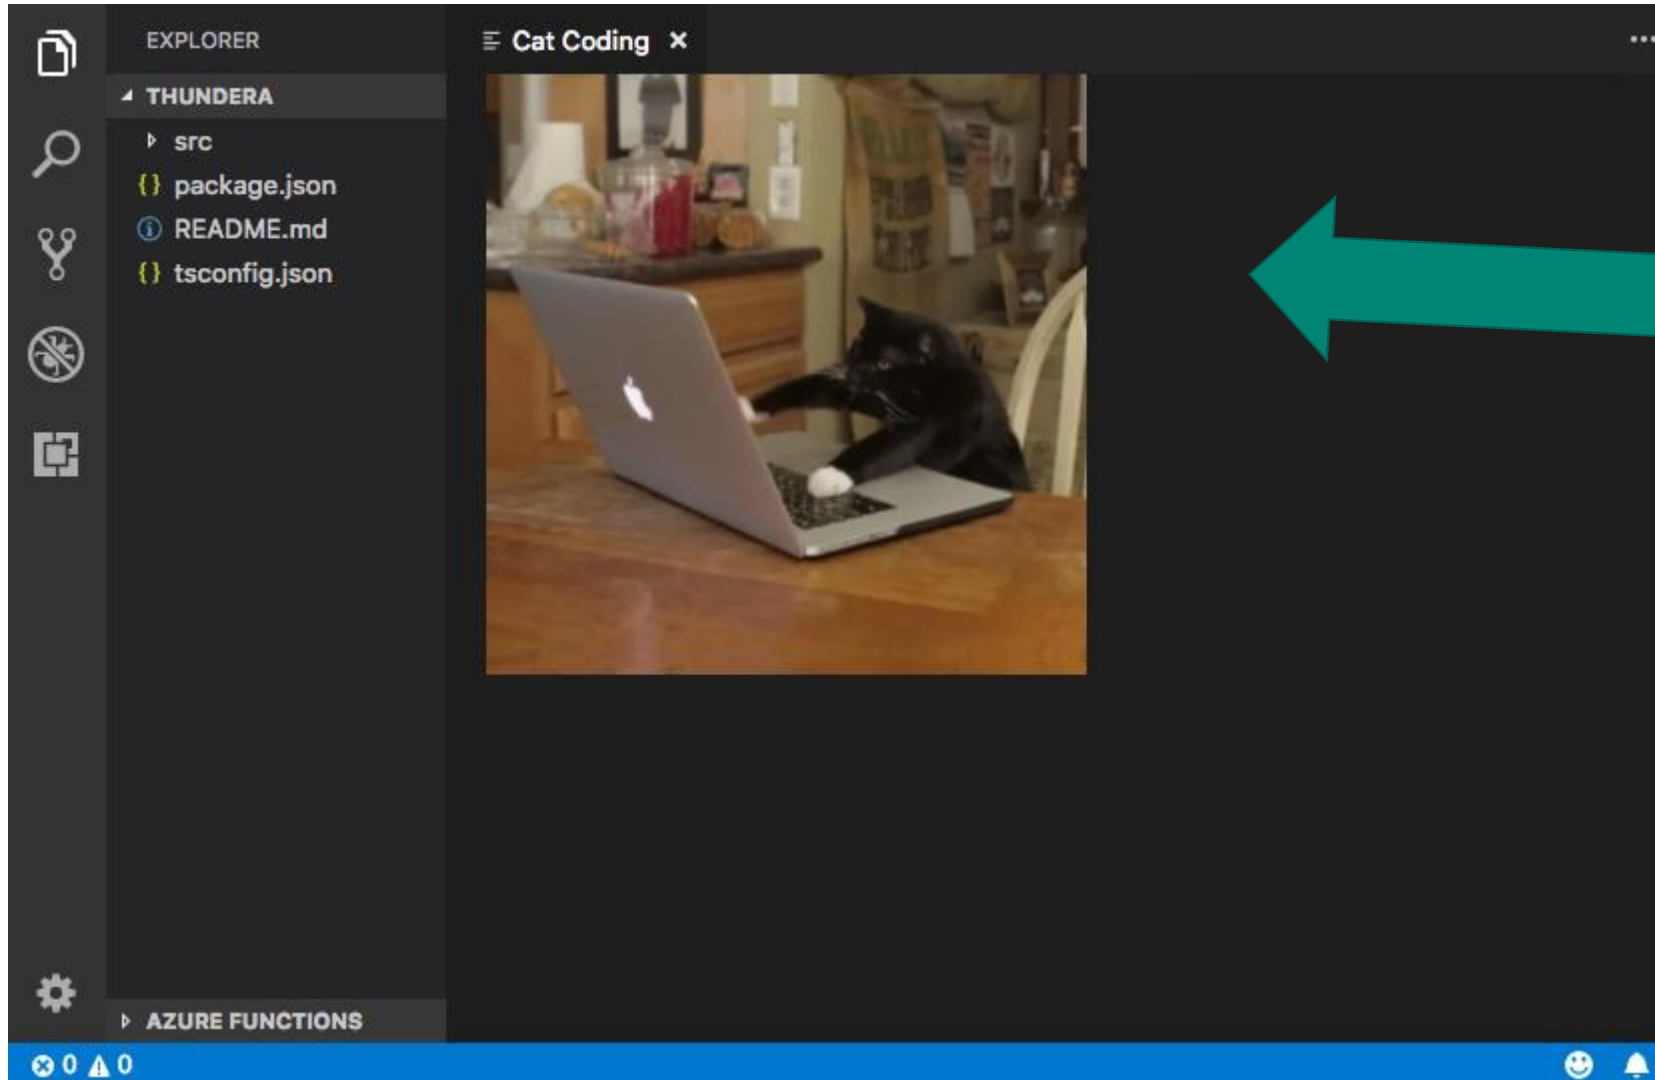 EXPLORER
Cat Coding
THUNDERA
src
package.json
README.md
tsconfig.json
AZURE FUNCTIONS
0 0